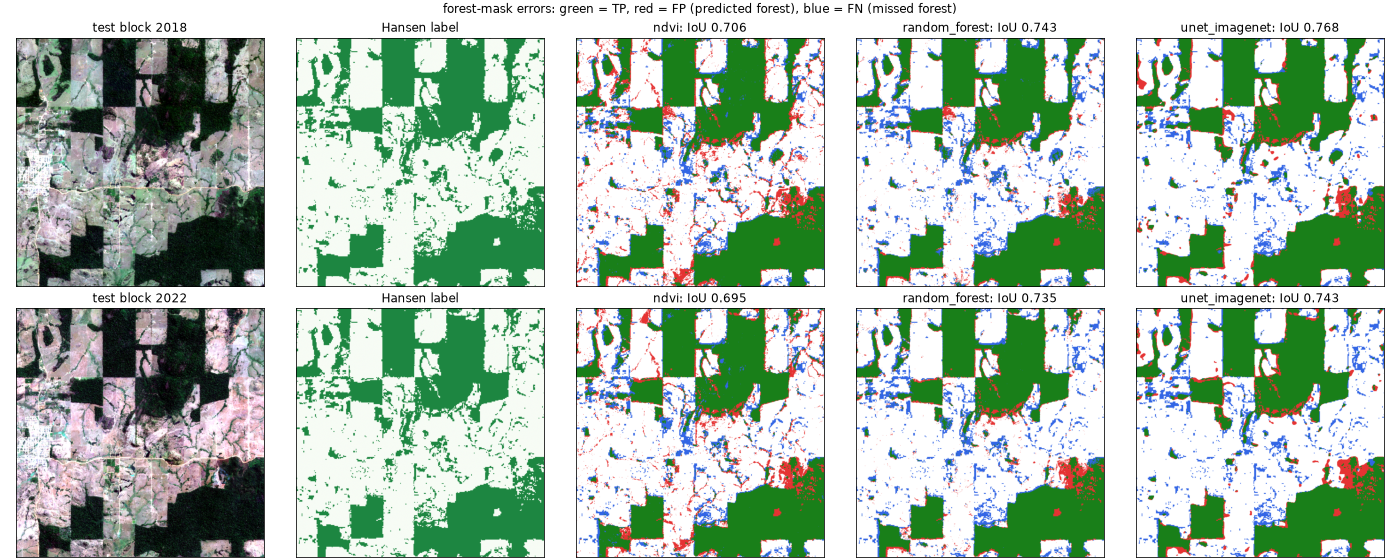 forest-mask errors: green = TP, red = FP (predicted forest), blue = FN (missed forest)
test block 2018
Hansen label
ndvi: IoU 0.706
random_forest: IoU 0.743
unet_imagenet: IoU 0.768
test block 2022
Hansen label
ndvi: IoU 0.695
random_forest: IoU 0.735
unet_imagenet: IoU 0.743